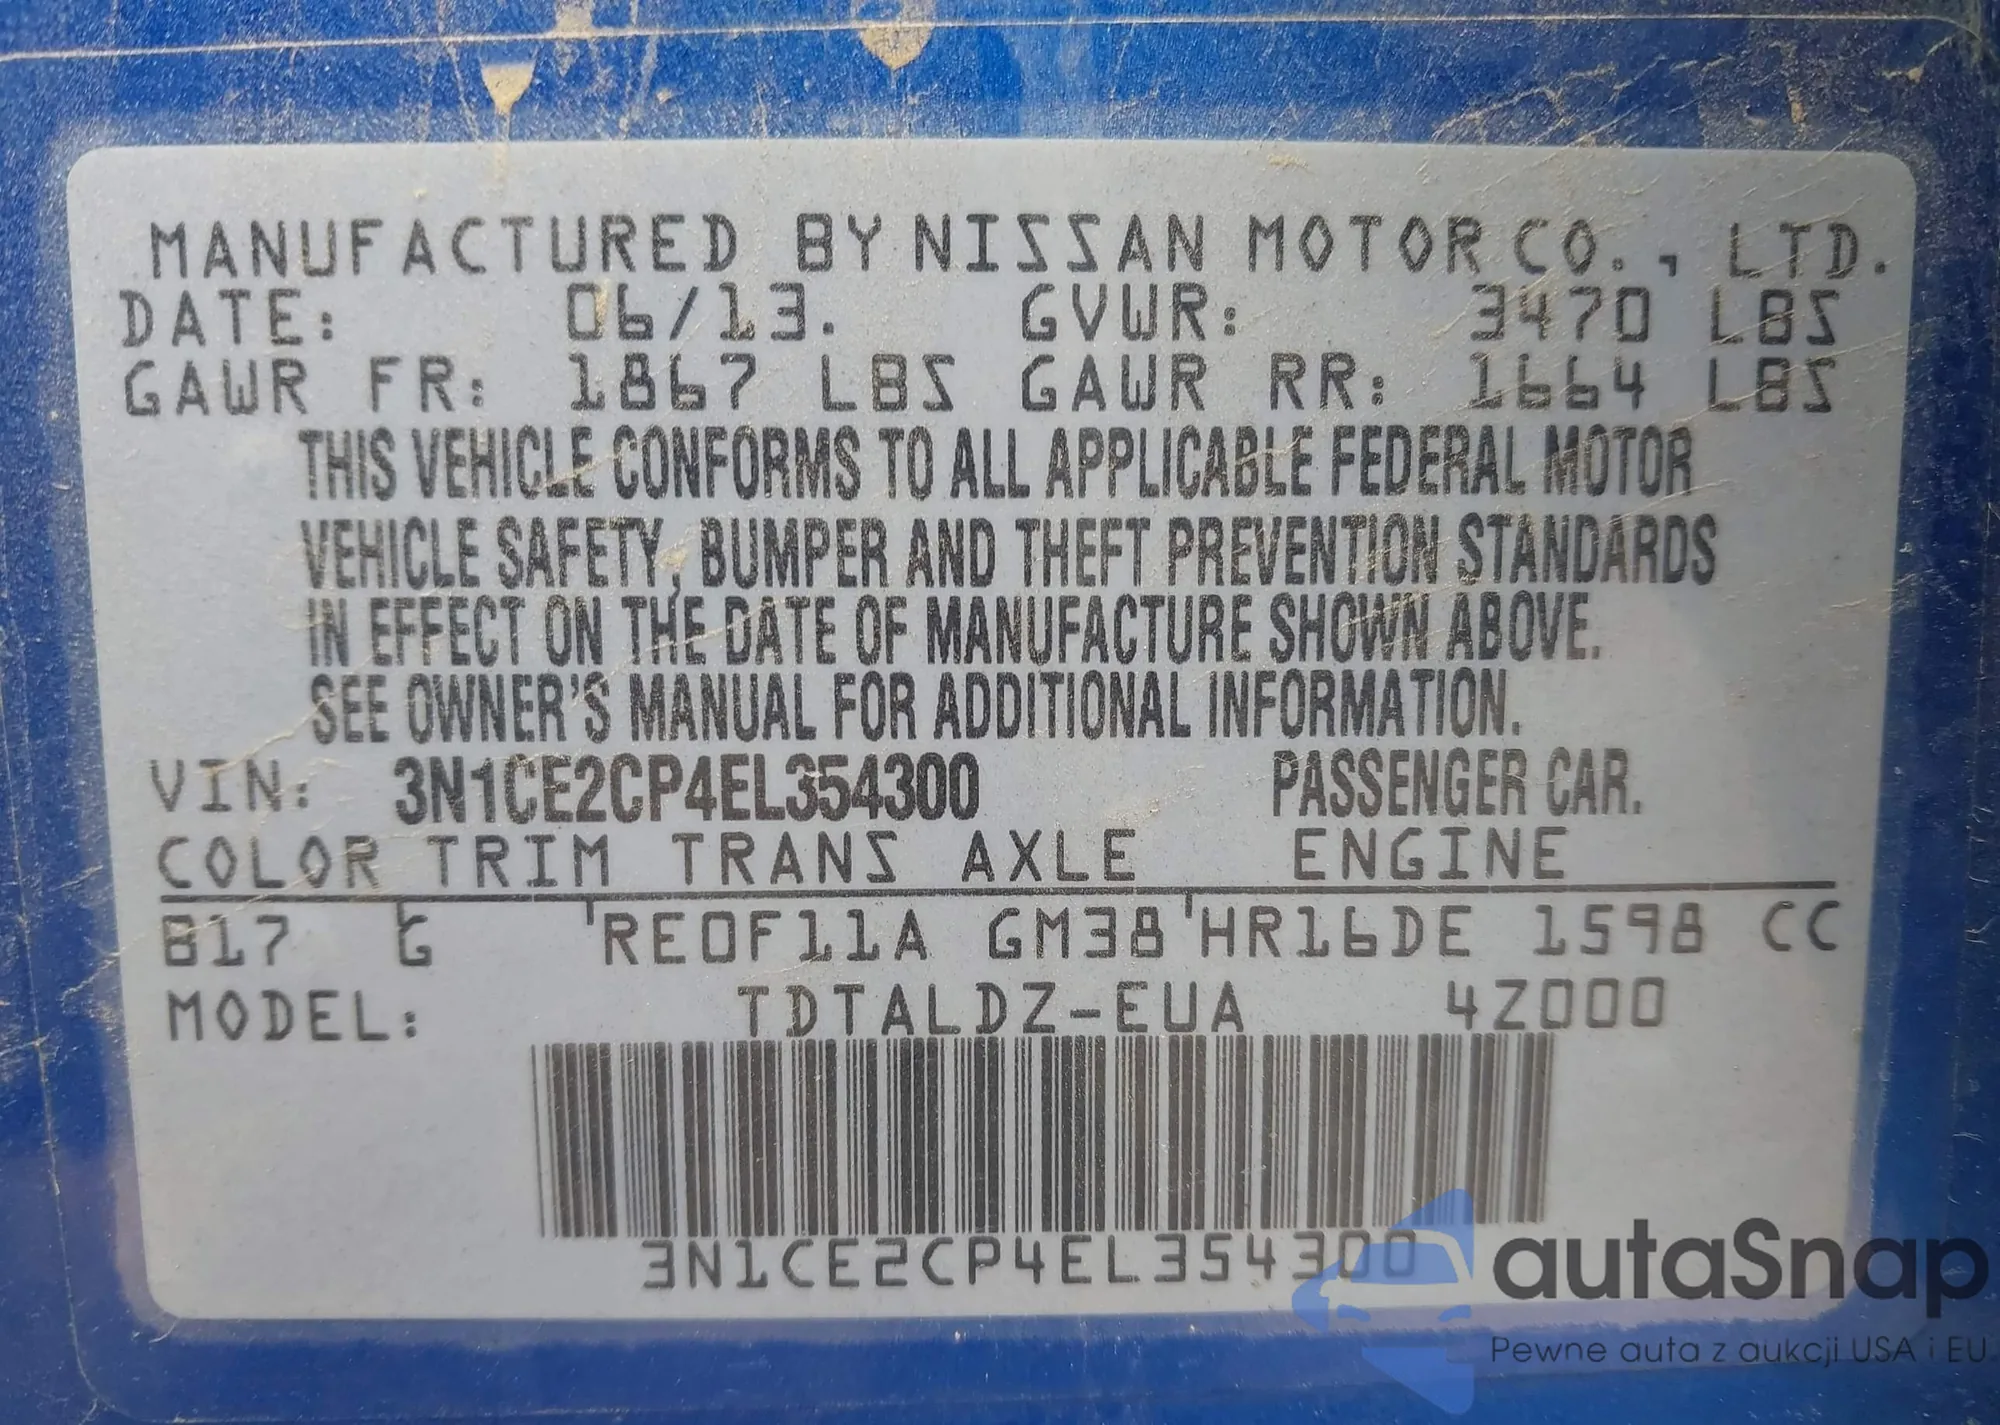 MANUFACTURED BY NISSAN MOTOR CO., LTD.
DATE: 06/13. GVWR: 3470 LBS
GAWR FR: 1867 LBS GAWR RR: 1664 LBS
THIS VEHICLE CONFORMS TO ALL APPLICABLE FEDERAL MOTOR
VEHICLE SAFETY, BUMPER AND THEFT PREVENTION STANDARDS
IN EFFECT ON THE DATE OF MANUFACTURE SHOWN ABOVE.
SEE OWNER'S MANUAL FOR ADDITIONAL INFORMATION.
VIN: 3N1CE2CP4EL354300 PASSENGER CAR.
COLOR TRIM TRANS AXLE ENGINE
B17 G 'RE0F11A GM38'HR16DE 1598 CC
MODEL: TDTALDZ-EUA 4Z000
3N1CE2CP4EL354300
autaSnap
Pewne auta z aukcji USA i EU